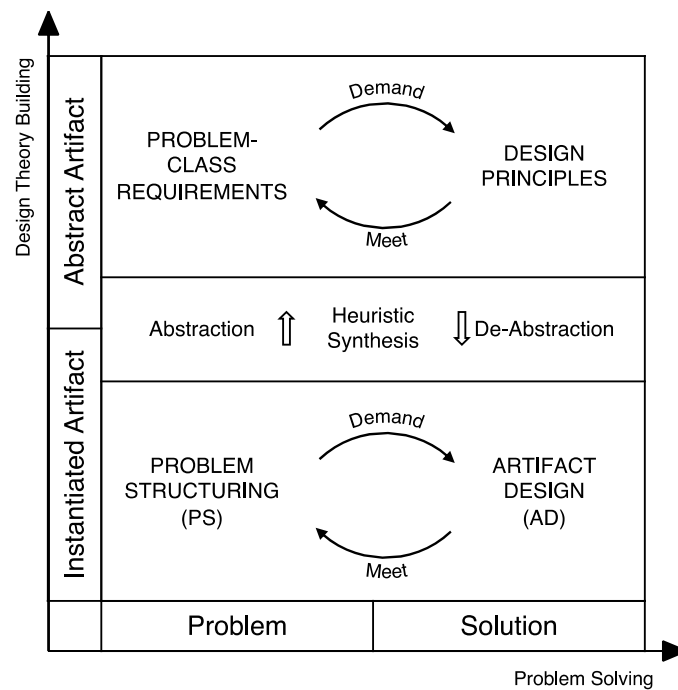 Design Theory Building
Abstract Artifact
Instantiated Artifact
Demand
PROBLEM-
CLASS
REQUIREMENTS
DESIGN
PRINCIPLES
Meet
Abstraction
Heuristic
Synthesis
De-Abstraction
Demand
PROBLEM
STRUCTURING
(PS)
ARTIFACT
DESIGN
(AD)
Meet
Problem
Solution
Problem Solving